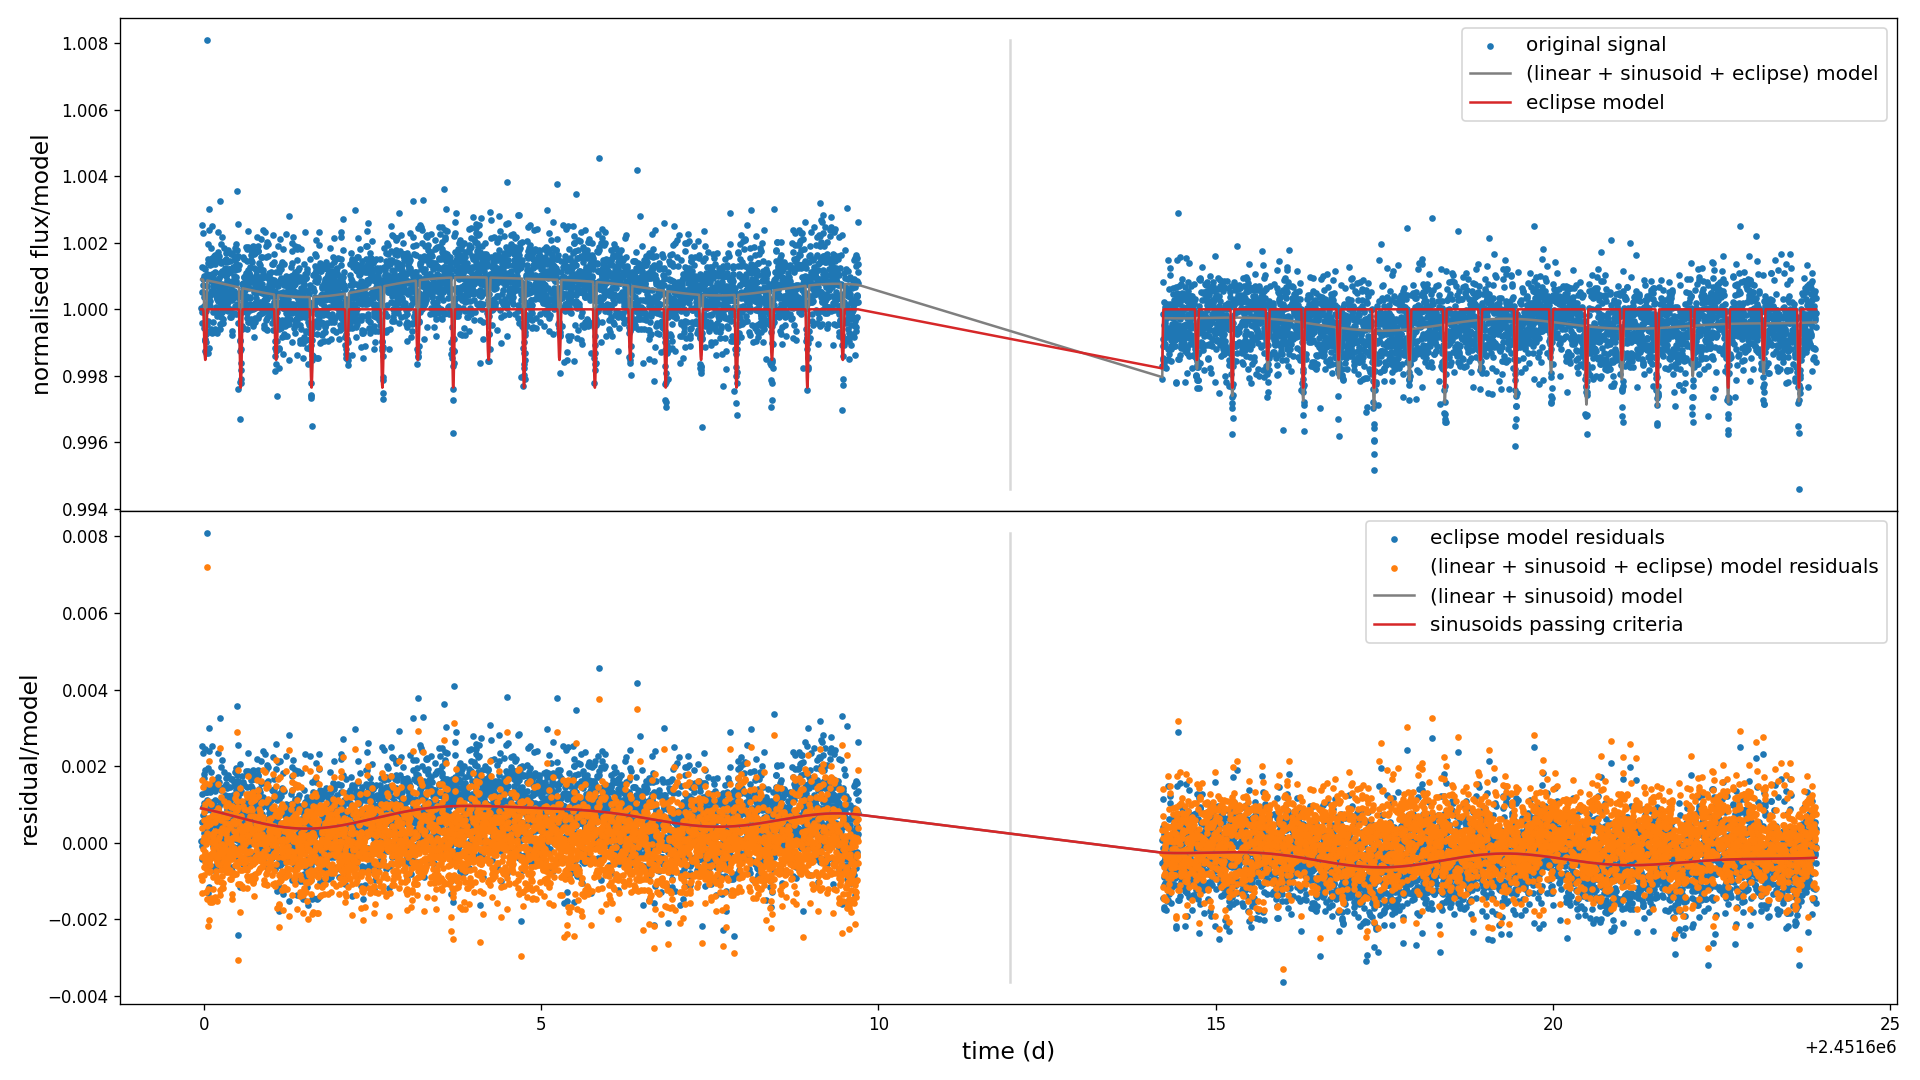 1.008
1.006
1.004
1.002
1.000
0.998
0.996
0.994
normalised flux/model
original signal
(linear + sinusoid + eclipse) model
eclipse model
0.008
0.006
0.004
0.002
0.000
−0.002
−0.004
residual/model
eclipse model residuals
(linear + sinusoid + eclipse) model residuals
(linear + sinusoid) model
sinusoids passing criteria
0 5 10 15 20 25
time (d)
+2.4516e6